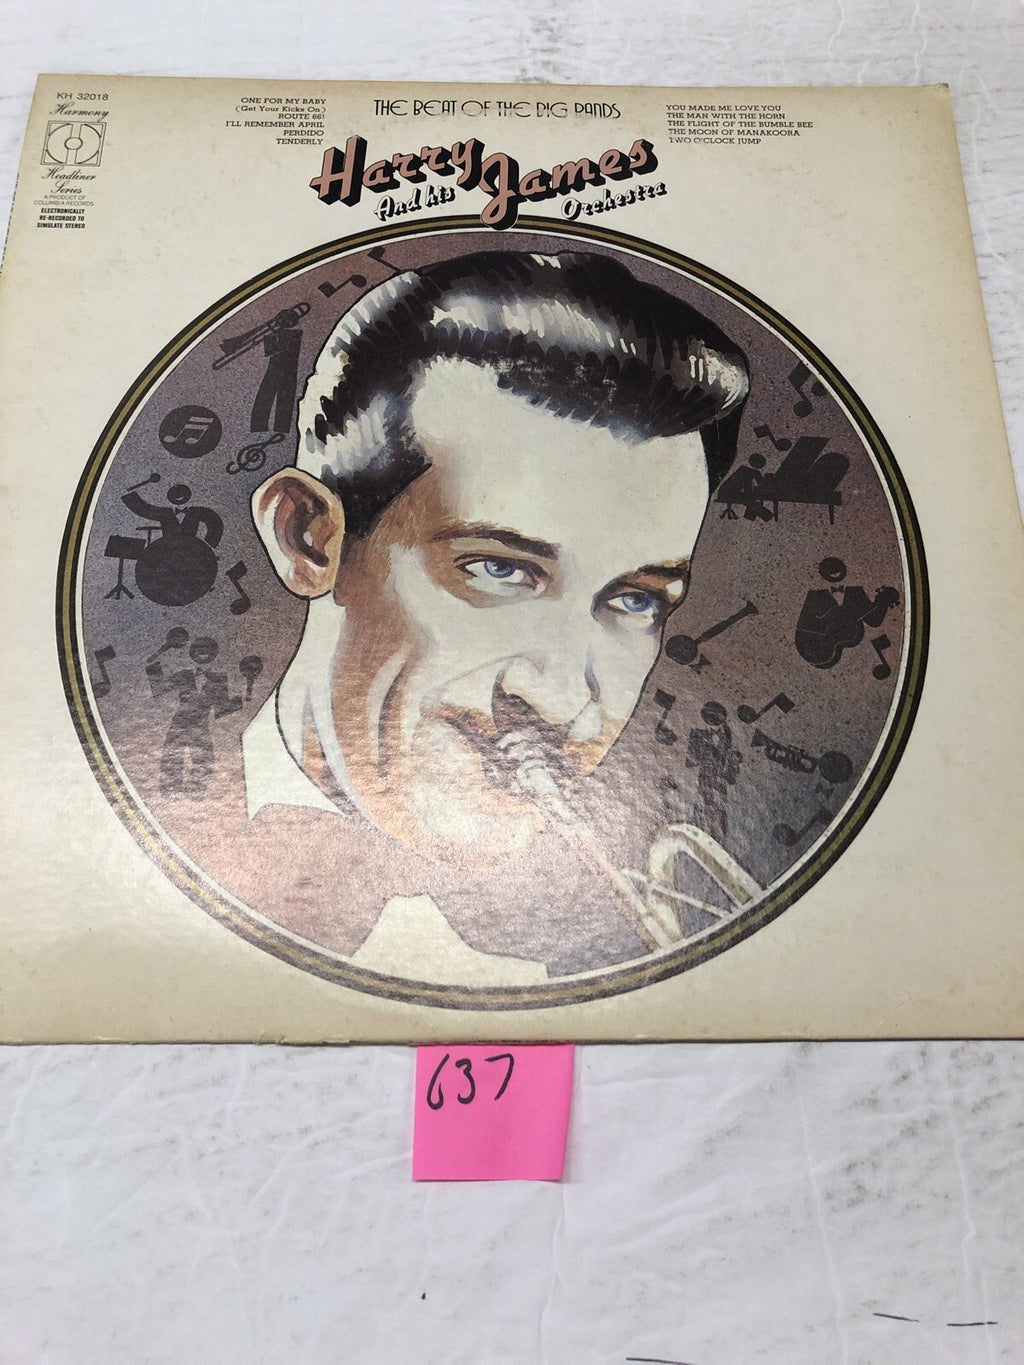 KH 32018
Harmony
H
Headliner
Series
A PRODUCT OF
COLUMBIA RECORDS
ELECTRONICALLY
RE-RECORDED TO
SIMULATE STEREO
ONE FOR MY BABY
(Get Your Kicks On)
ROUTE 66!
I'LL REMEMBER APRIL
PERDIDO
TENDERLY
THE BEAT OF THE BIG BANDS
YOU MADE ME LOVE YOU
THE MAN WITH THE HORN
THE FLIGHT OF THE BUMBLE BEE
THE MOON OF MANAKOORA
TWO O'CLOCK JUMP
Harry James
And his Orchestra
637